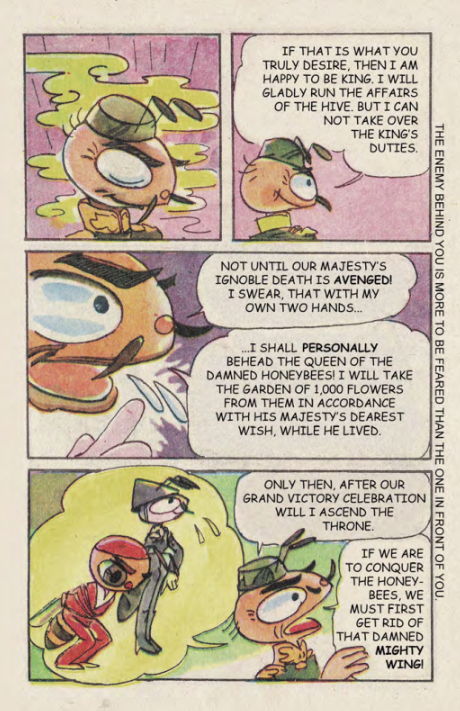 IF THAT IS WHAT YOU
TRULY DESIRE, THEN I AM
HAPPY TO BE KING. I WILL
GLADLY RUN THE AFFAIRS
OF THE HIVE. BUT I CAN
NOT TAKE OVER
THE KING'S
DUTIES.
NOT UNTIL OUR MAJESTY'S
IGNOBLE DEATH IS AVENGED!
I SWEAR, THAT WITH MY
OWN TWO HANDS...
...I SHALL PERSONALLY
BEHEAD THE QUEEN OF THE
DAMNED HONEYBEES! I WILL TAKE
THE GARDEN OF 1,000 FLOWERS
FROM THEM IN ACCORDANCE
WITH HIS MAJESTY'S DEAREST
WISH, WHILE HE LIVED.
ONLY THEN, AFTER OUR
GRAND VICTORY CELEBRATION
WILL I ASCEND THE
THRONE.
IF WE ARE
TO CONQUER
THE HONEY-
BEES, WE
MUST FIRST
GET RID OF
THAT DAMNED
MIGHTY
WING!
THE ENEMY BEHIND YOU IS MORE TO BE FEARED THAN THE ONE IN FRONT OF YOU.